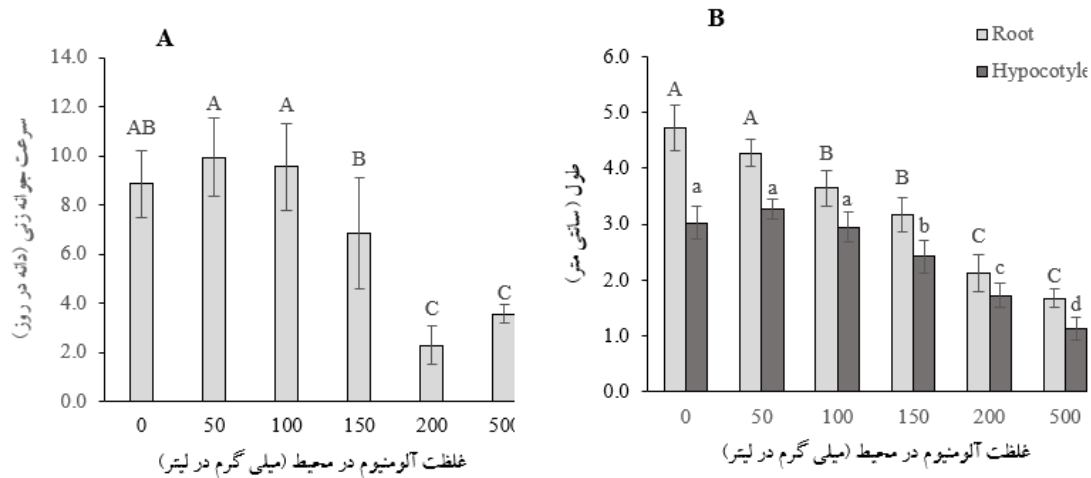 A
سرعت جوانه زنی (دانه در روز)
14.0
12.0
10.0
8.0
6.0
4.0
2.0
0.0
AB
A
A
B
C
C
0 50 100 150 200 500
غلظت آلومنیوم در محیط (میلی گرم در لیتر)
B
Root
Hypocotyle
طول (سانتی متر)
6.0
5.0
4.0
3.0
2.0
1.0
0.0
A a
A a
B a
B b
C c
C d
0 50 100 150 200 500
غلظت آلومنیوم در محیط (میلی گرم در لیتر)